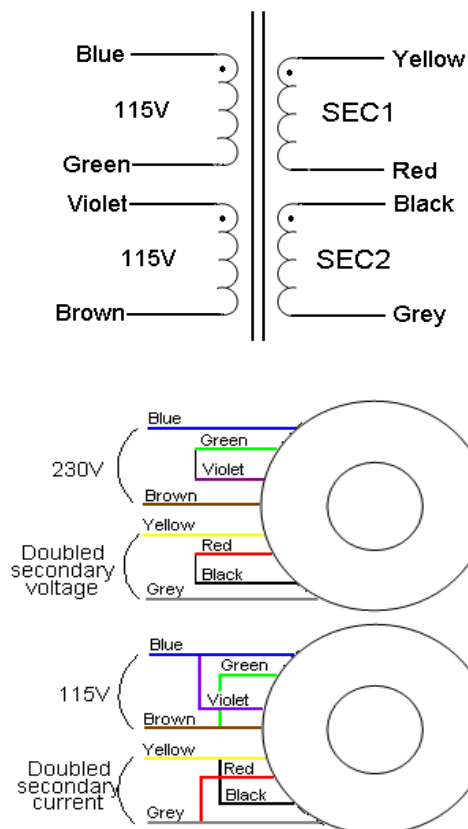 Blue
Yellow
115V
SEC1
Green
Red
Violet
Black
115V
SEC2
Brown
Grey
Blue
Green
230V
Violet
Brown
Yellow
Doubled
secondary
voltage
Red
Black
Grey
Blue
Green
115V
Violet
Brown
Yellow
Doubled
secondary
current
Red
Black
Grey